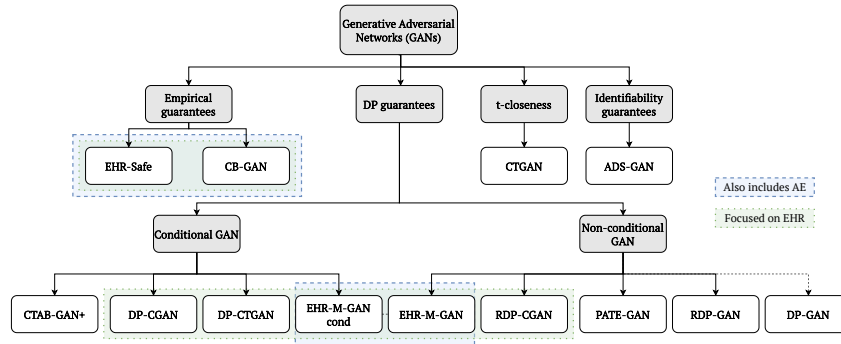 Generative Adversarial
Networks (GANs)
Empirical
guarantees
DP guarantees
t-closeness
Identifiability
guarantees
EHR-Safe
CB-GAN
CTGAN
ADS-GAN
Also includes AE
Focused on EHR
Conditional GAN
Non-conditional
GAN
CTAB-GAN+
DP-CGAN
DP-CTGAN
EHR-M-GAN
cond
EHR-M-GAN
RDP-CGAN
PATE-GAN
RDP-GAN
DP-GAN